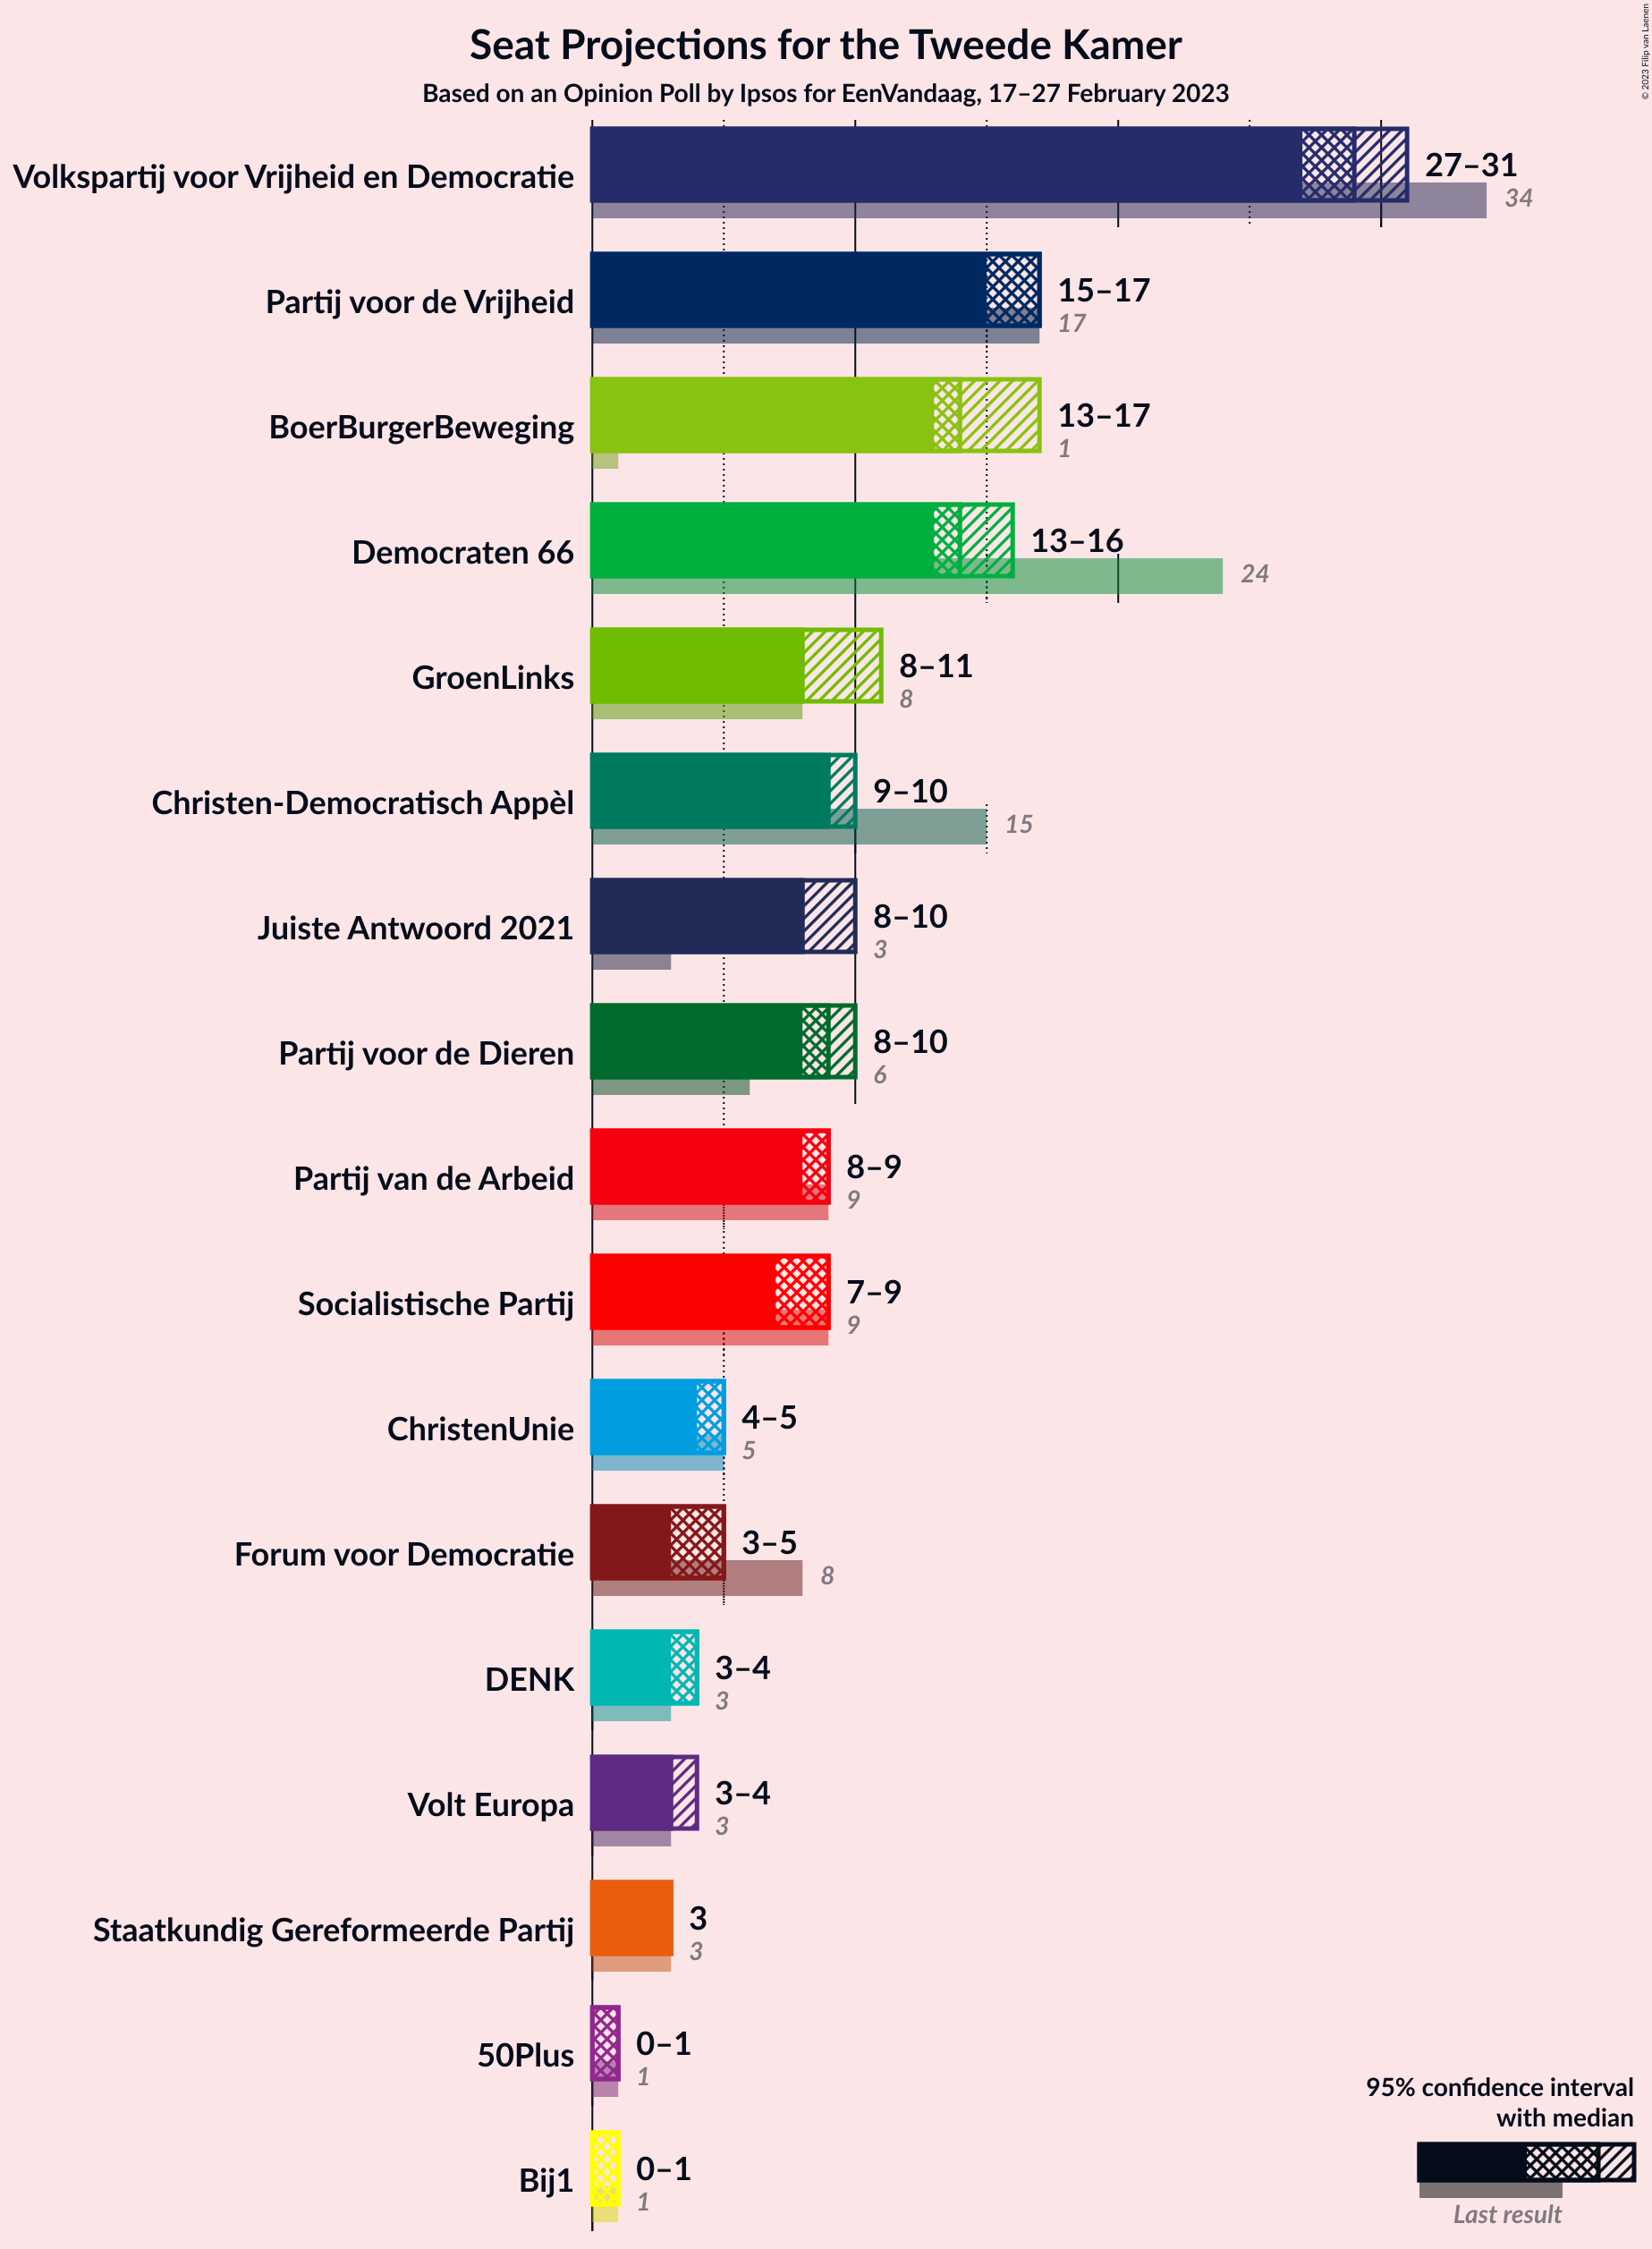 Seat Projections for the Tweede Kamer
Based on an Opinion Poll by Ipsos for EenVandaag, 17–27 February 2023
© 2023 Filip van Laenen
Volkspartij voor Vrijheid en Democratie
27–31
34
Partij voor de Vrijheid
15–17
17
BoerBurgerBeweging
13–17
1
Democraten 66
13–16
24
GroenLinks
8–11
8
Christen-Democratisch Appèl
9–10
15
Juiste Antwoord 2021
8–10
3
Partij voor de Dieren
8–10
6
Partij van de Arbeid
8–9
9
Socialistische Partij
7–9
9
ChristenUnie
4–5
5
Forum voor Democratie
3–5
8
DENK
3–4
3
Volt Europa
3–4
3
Staatkundig Gereformeerde Partij
3
3
50Plus
0–1
1
Bij1
0–1
1
95% confidence interval
with median
Last result